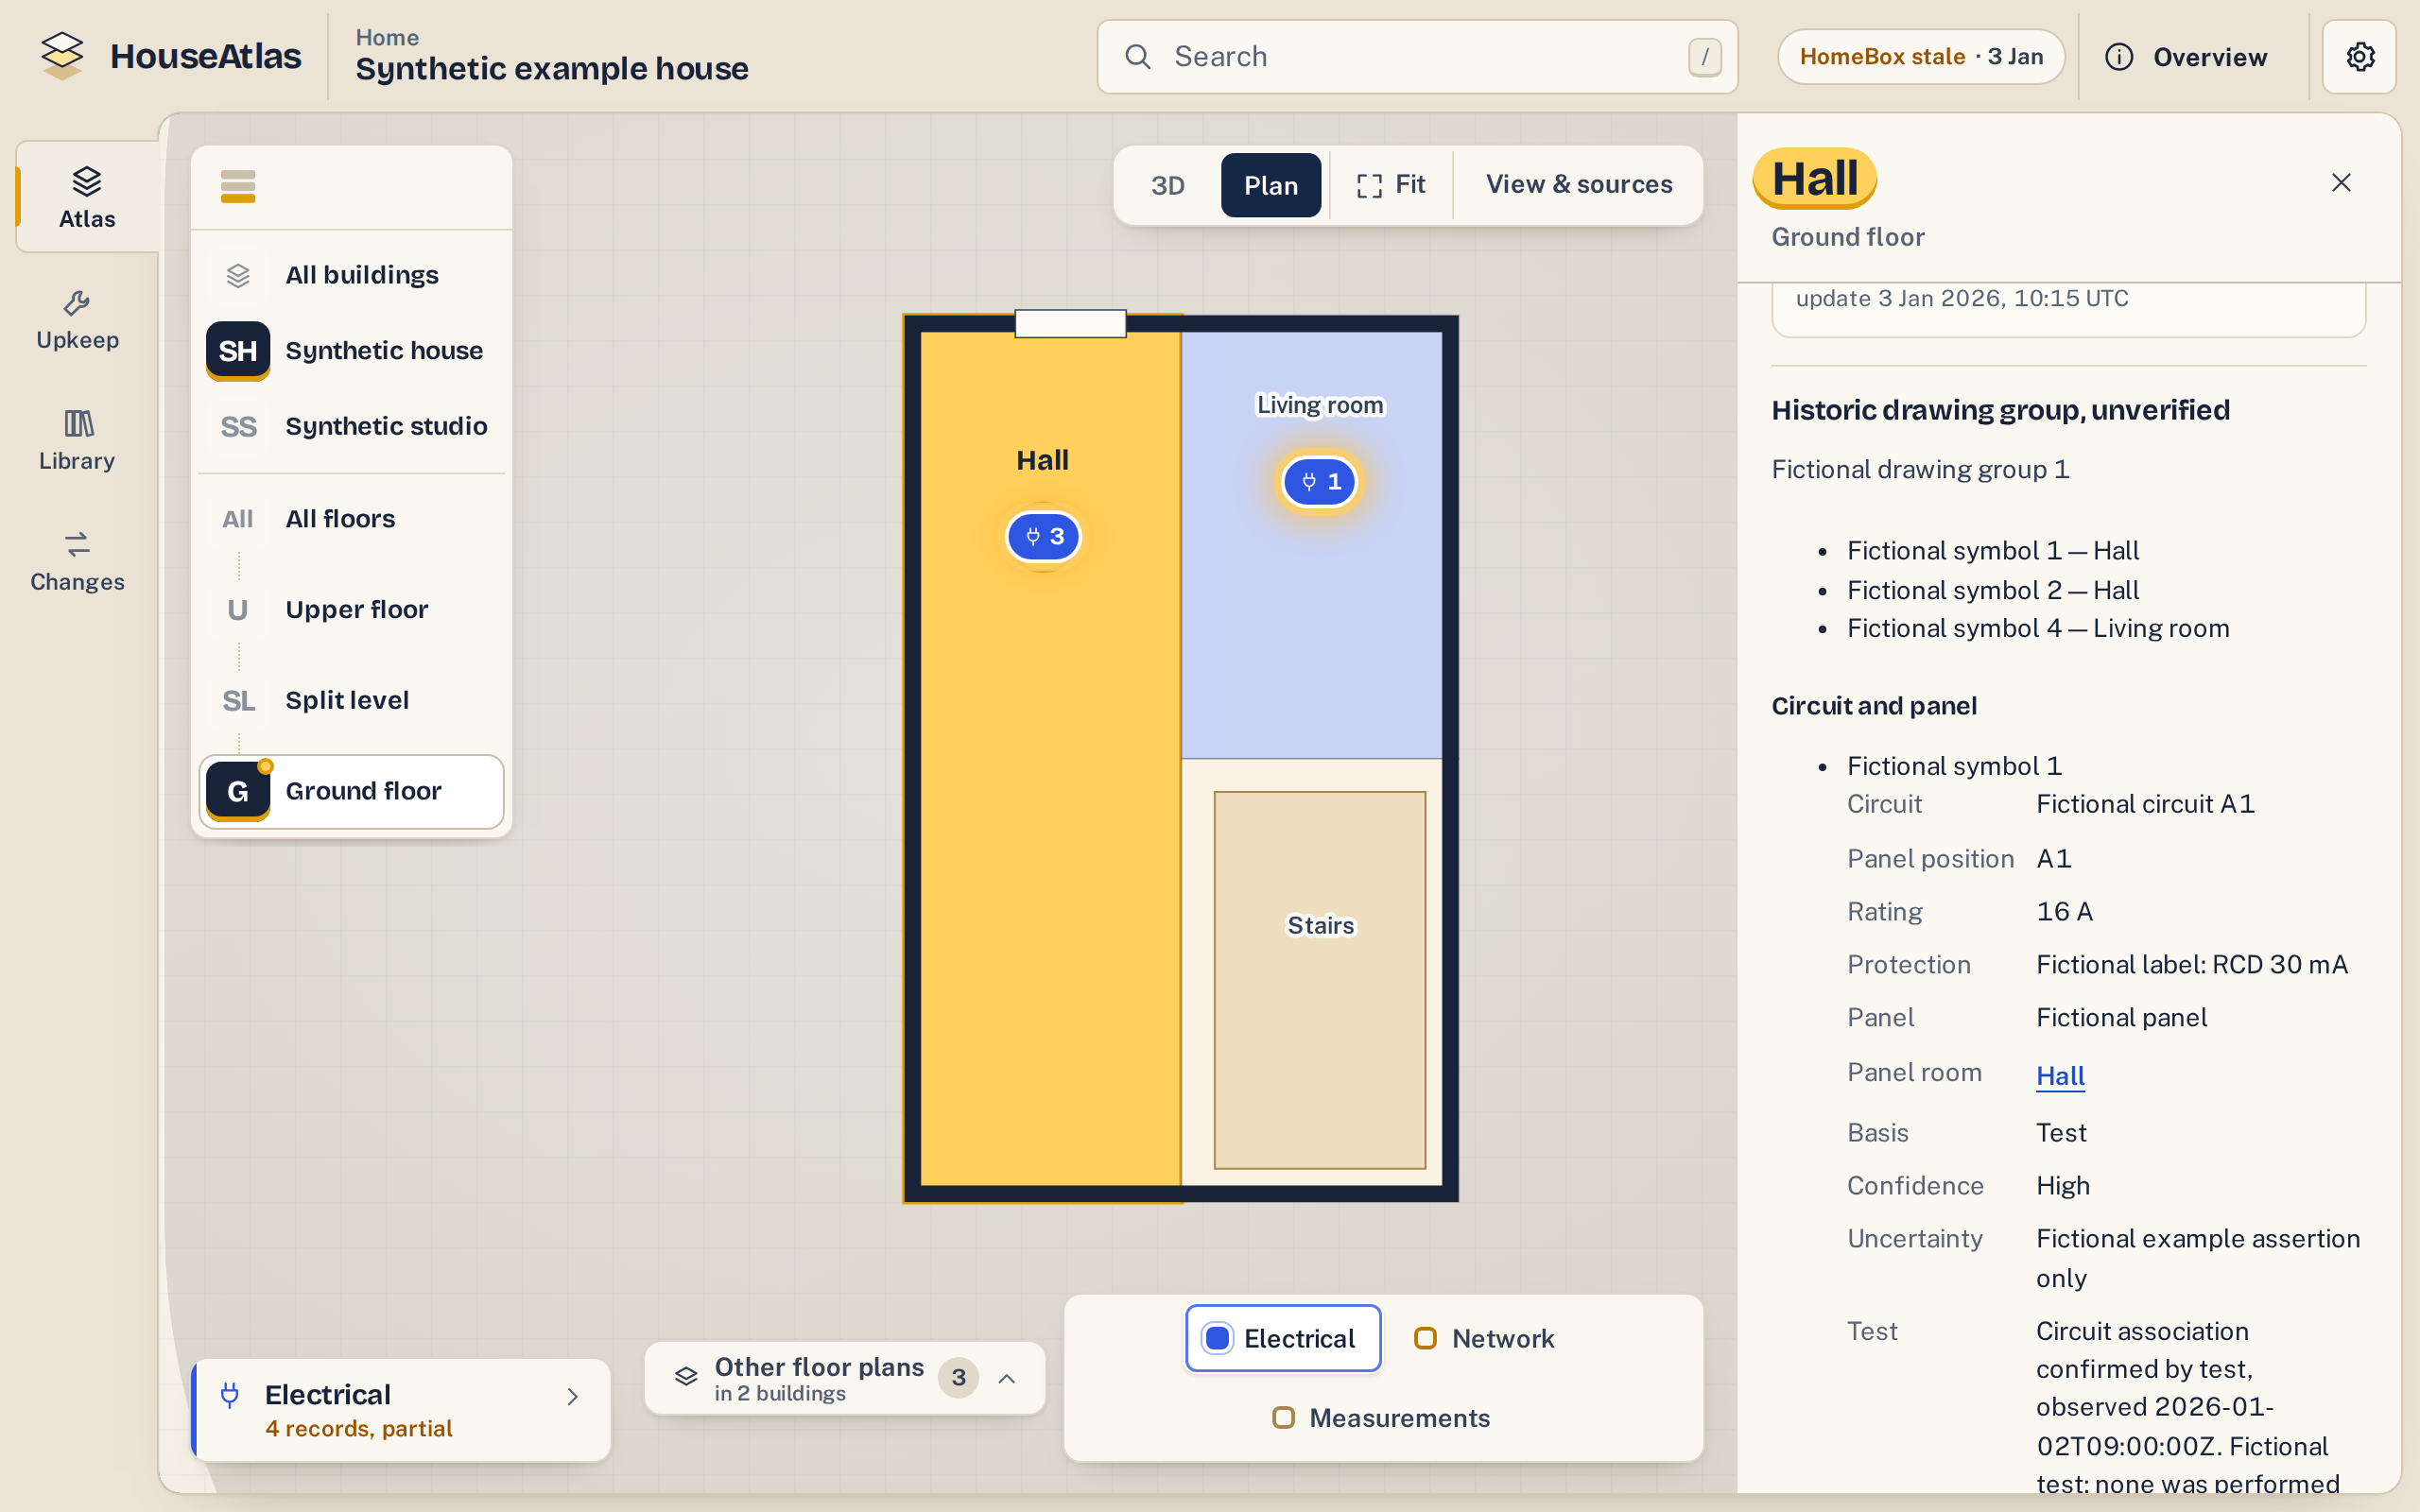 HouseAtlas
Home
Synthetic example house
Search
/
HomeBox stale · 3 Jan
Overview
Atlas
Upkeep
Library
Changes
All buildings
SH Synthetic house
SS Synthetic studio
All All floors
U Upper floor
SL Split level
G Ground floor
3D
Plan
Fit
View & sources
Hall
3
Living room
1
Stairs
Electrical
4 records, partial
Other floor plans
in 2 buildings
3
Electrical
Network
Measurements
Hall
Ground floor
update 3 Jan 2026, 10:15 UTC
Historic drawing group, unverified
Fictional drawing group 1
• Fictional symbol 1 — Hall
• Fictional symbol 2 — Hall
• Fictional symbol 4 — Living room
Circuit and panel
• Fictional symbol 1
Circuit Fictional circuit A1
Panel position A1
Rating 16 A
Protection Fictional label: RCD 30 mA
Panel Fictional panel
Panel room Hall
Basis Test
Confidence High
Uncertainty Fictional example assertion
only
Test Circuit association
confirmed by test,
observed 2026-01-
02T09:00:00Z. Fictional
test; none was performed